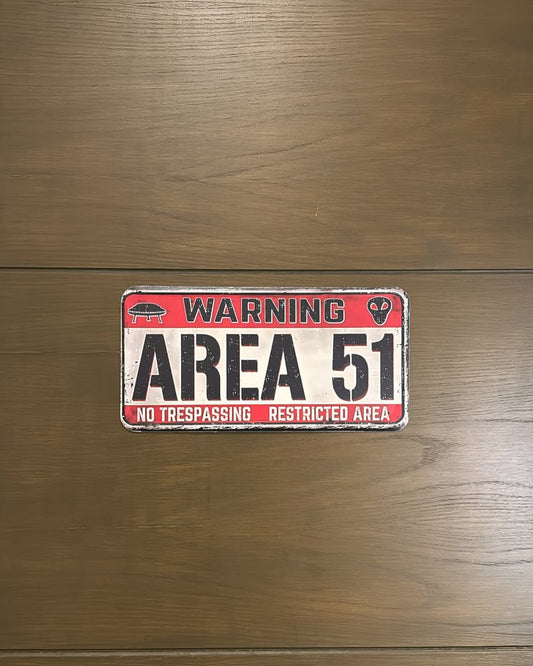 WARNING
AREA 51
NO TRESPASSING RESTRICTED AREA